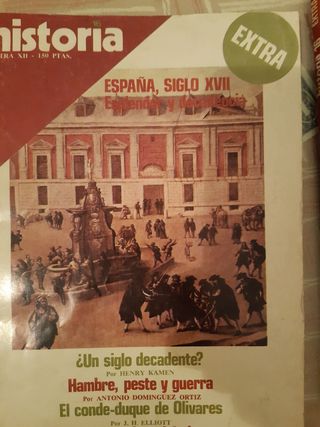 historia
EXTRA
XII - 150 PTAS.
ESPAÑA, SIGLO XVII
Esplendor y decadencia
¿Un siglo decadente?
Por HENRY KAMEN
Hambre, peste y guerra
Por ANTONIO DOMINGUEZ ORTIZ
El conde-duque de Olivares
Por J. H. ELLIOTT